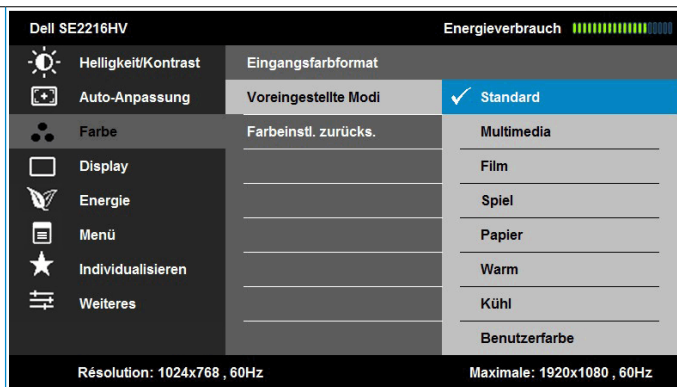 Dell SE2216HV Energieverbrauch
Helligkeit/Kontrast Eingangsfarbformat
Auto-Anpassung Voreingestellte Modi Standard
Farbe Farbeinstl. zurücks. Multimedia
Display Film
Energie Spiel
Menü Papier
Individualisieren Warm
Weiteres Kühl
Benutzerfarbe
Résolution: 1024x768 , 60Hz Maximale: 1920x1080 , 60Hz